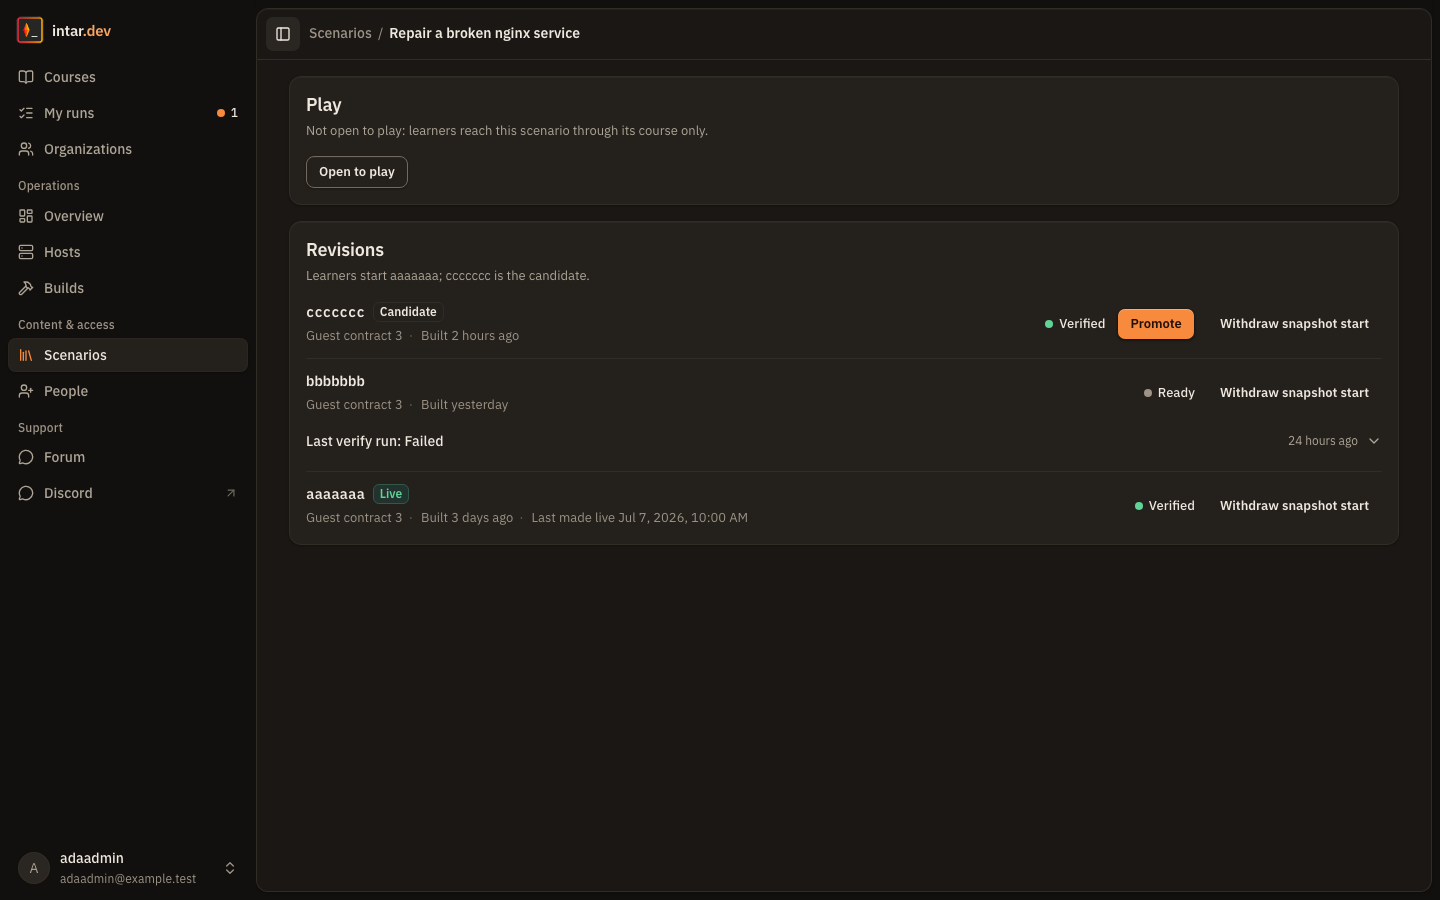 intar.dev
Scenarios / Repair a broken nginx service
Courses
My runs 1
Organizations
Operations
Overview
Hosts
Builds
Content & access
Scenarios
People
Support
Forum
Discord
A
adaadmin
adaadmin@example.test
Play
Not open to play: learners reach this scenario through its course only.
Open to play
Revisions
Learners start aaaaaaa; ccccccc is the candidate.
ccccccc Candidate
Guest contract 3 · Built 2 hours ago
Verified Promote Withdraw snapshot start
bbbbbbb
Guest contract 3 · Built yesterday
Ready Withdraw snapshot start
Last verify run: Failed 24 hours ago
aaaaaaa Live
Guest contract 3 · Built 3 days ago · Last made live Jul 7, 2026, 10:00 AM
Verified Withdraw snapshot start